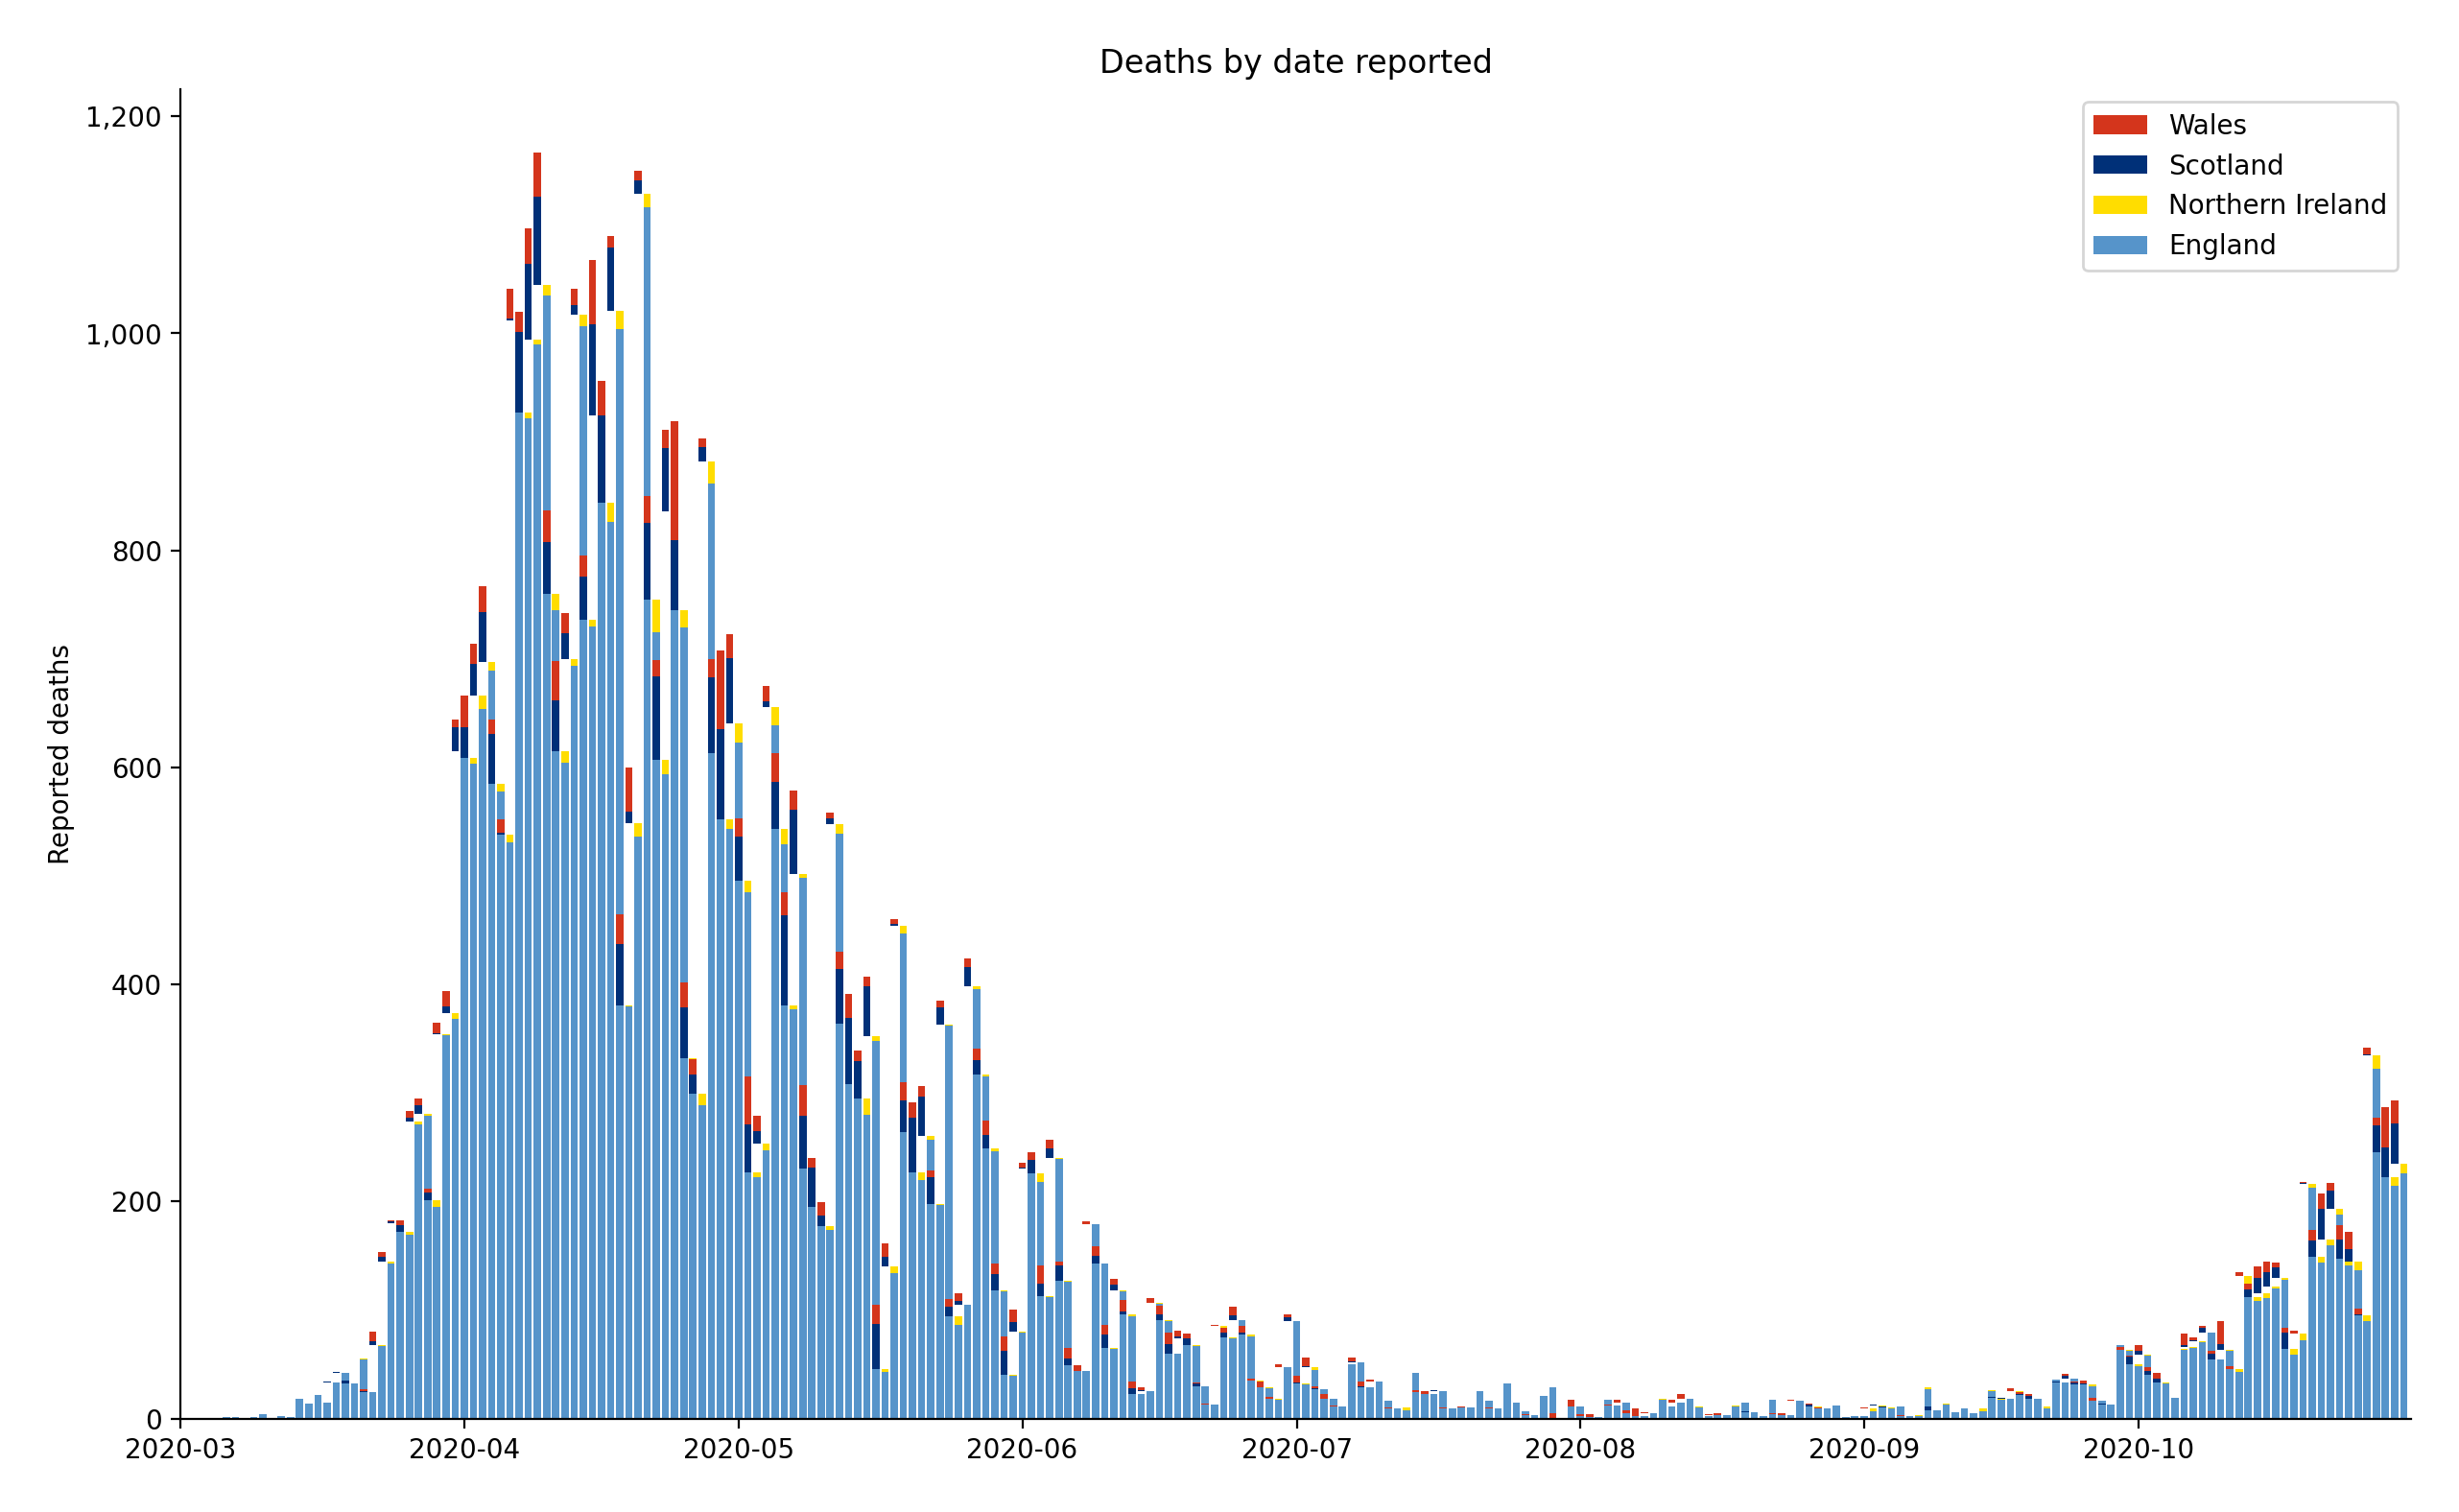 Deaths by date reported
Wales
Scotland
Northern Ireland
England
Reported deaths
1,200
1,000
800
600
400
200
0
2020-03 2020-04 2020-05 2020-06 2020-07 2020-08 2020-09 2020-10